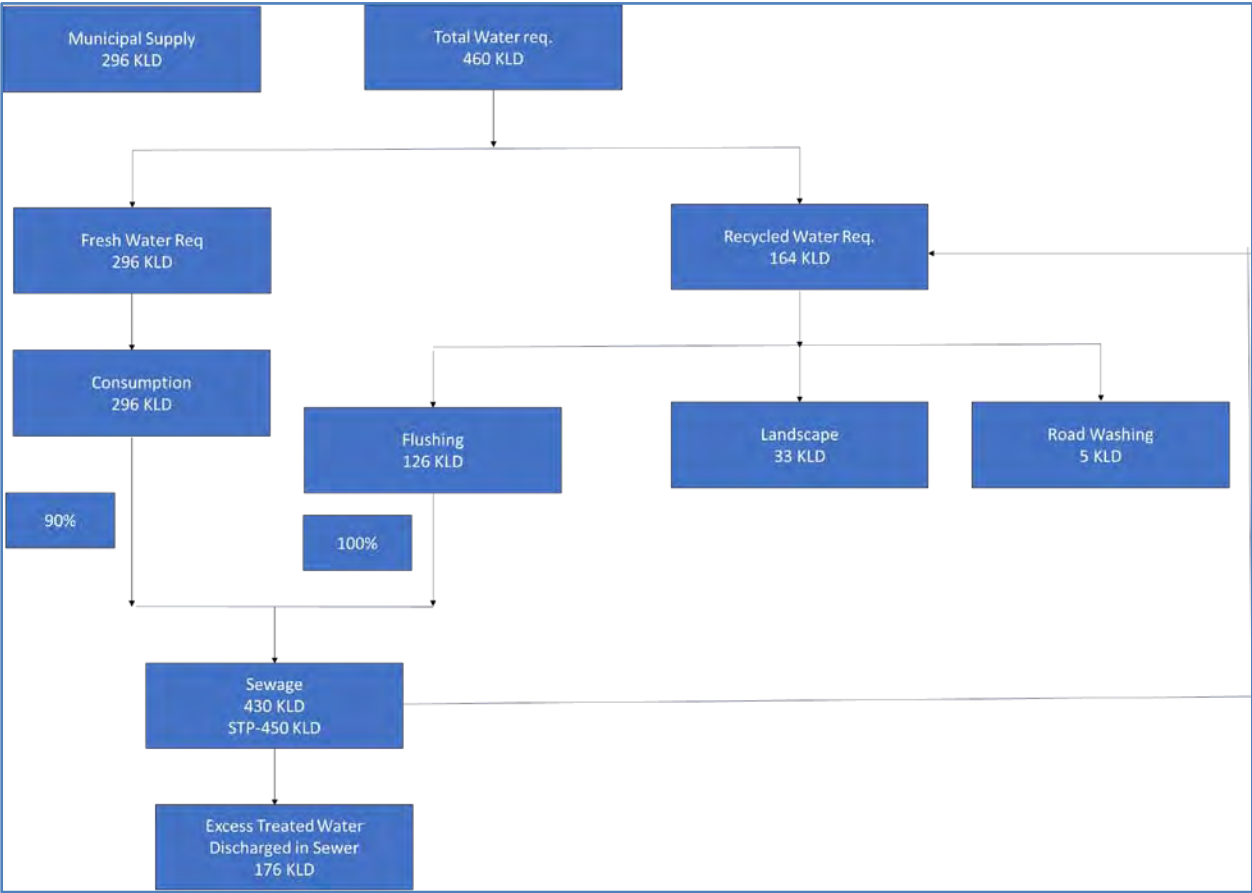 Municipal Supply
296 KLD
Total Water req.
460 KLD
Fresh Water Req
296 KLD
Recycled Water Req.
164 KLD
Consumption
296 KLD
Flushing
126 KLD
Landscape
33 KLD
Road Washing
5 KLD
90%
100%
Sewage
430 KLD
STP-450 KLD
Excess Treated Water
Discharged in Sewer
176 KLD